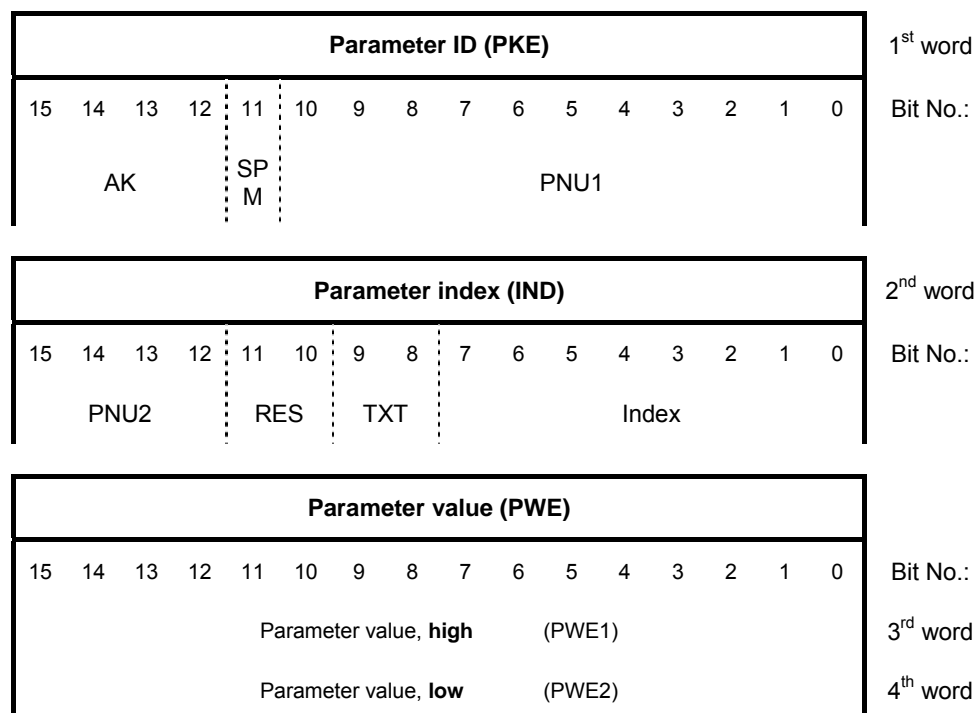 Parameter ID (PKE) 1st word
15 14 13 12 11 10 9 8 7 6 5 4 3 2 1 0 Bit No.:
AK SP M PNU1
Parameter index (IND) 2nd word
15 14 13 12 11 10 9 8 7 6 5 4 3 2 1 0 Bit No.:
PNU2 RES TXT Index
Parameter value (PWE)
15 14 13 12 11 10 9 8 7 6 5 4 3 2 1 0 Bit No.:
Parameter value, high (PWE1) 3rd word
Parameter value, low (PWE2) 4th word